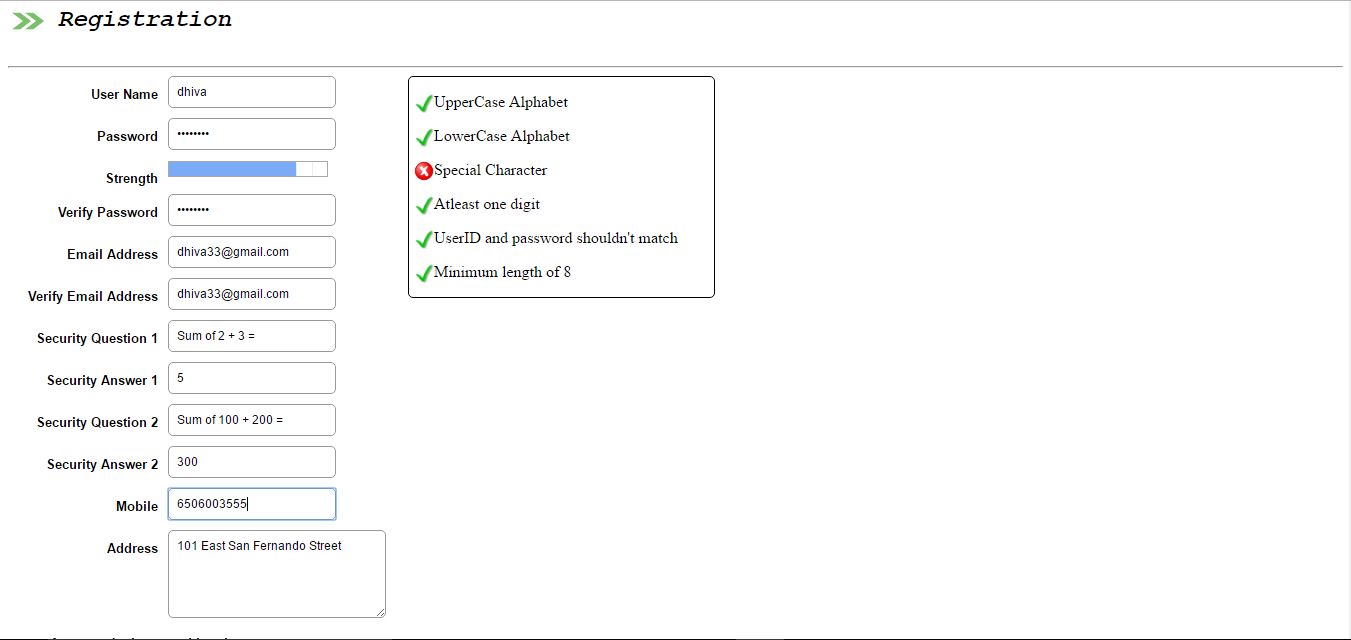 Registration
User Name dhiva
Password ••••••••
Strength
Verify Password ••••••••
Email Address dhiva33@gmail.com
Verify Email Address dhiva33@gmail.com
Security Question 1 Sum of 2 + 3 =
Security Answer 1 5
Security Question 2 Sum of 100 + 200 =
Security Answer 2 300
Mobile 6506003555
Address 101 East San Fernando Street
UpperCase Alphabet
LowerCase Alphabet
Special Character
Atleast one digit
UserID and password shouldn't match
Minimum length of 8